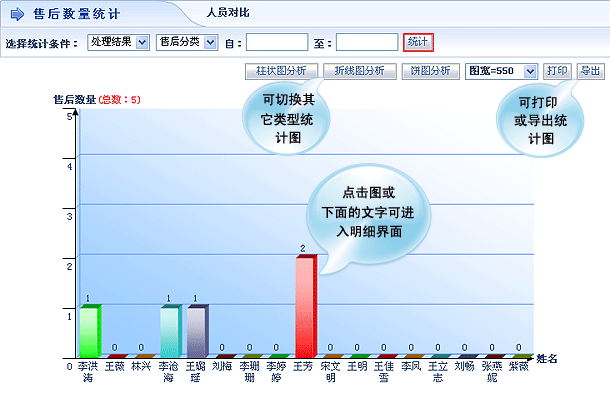 售后数量统计 人员对比
选择统计条件： 处理结果 售后分类 自： 至： 统计
柱状图分析 折线图分析 饼图分析 图宽=550 打印 导出
可切换其
它类型统
计图
可打印
或导出统
计图
售后数量(总数：5)
5
4
3
2
1
0
点击图或
下面的文字可进
入明细界面
1 0 0 1 1 0 0 0 2 0 0 0 0 0 0 0 0
李洪涛 王薇 林兴 李沧海 王璐瑶 刘梅 李珊珊 李婷婷 王芳 宋文明 王明 王佳雪 李凤 王立志 刘畅 张燕妮 紫薇
姓名